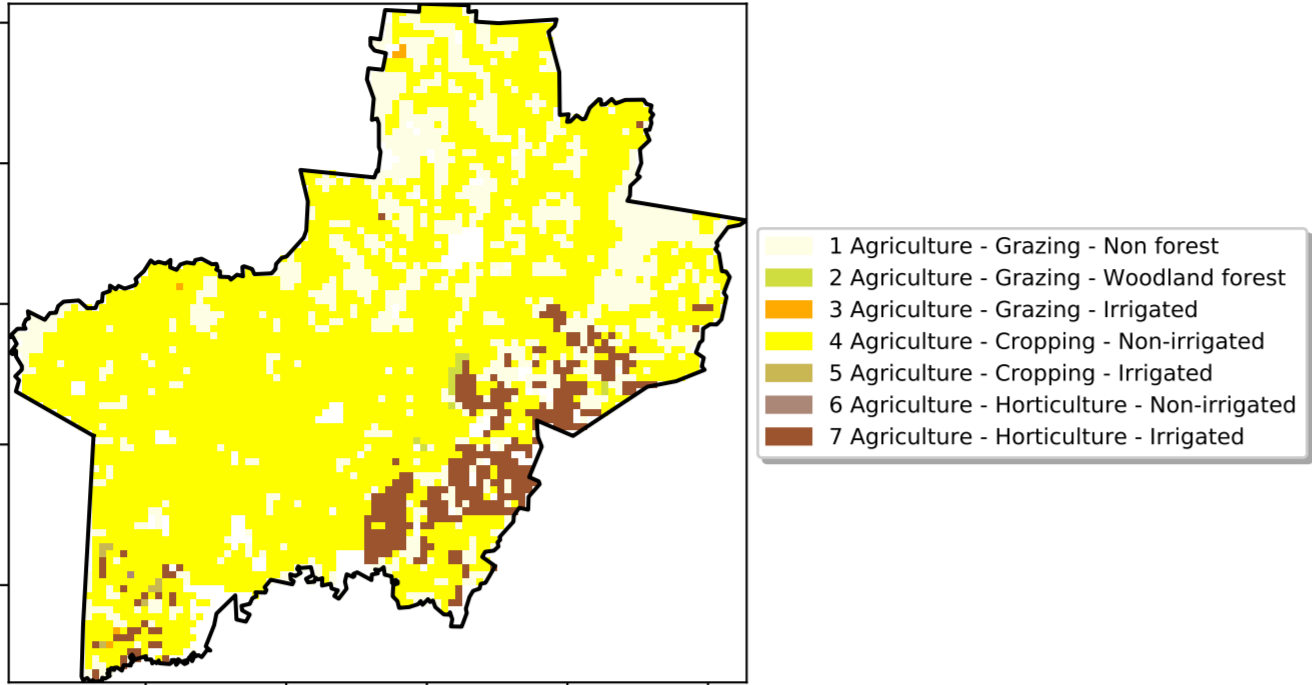 1 Agriculture - Grazing - Non forest
2 Agriculture - Grazing - Woodland forest
3 Agriculture - Grazing - Irrigated
4 Agriculture - Cropping - Non-irrigated
5 Agriculture - Cropping - Irrigated
6 Agriculture - Horticulture - Non-irrigated
7 Agriculture - Horticulture - Irrigated